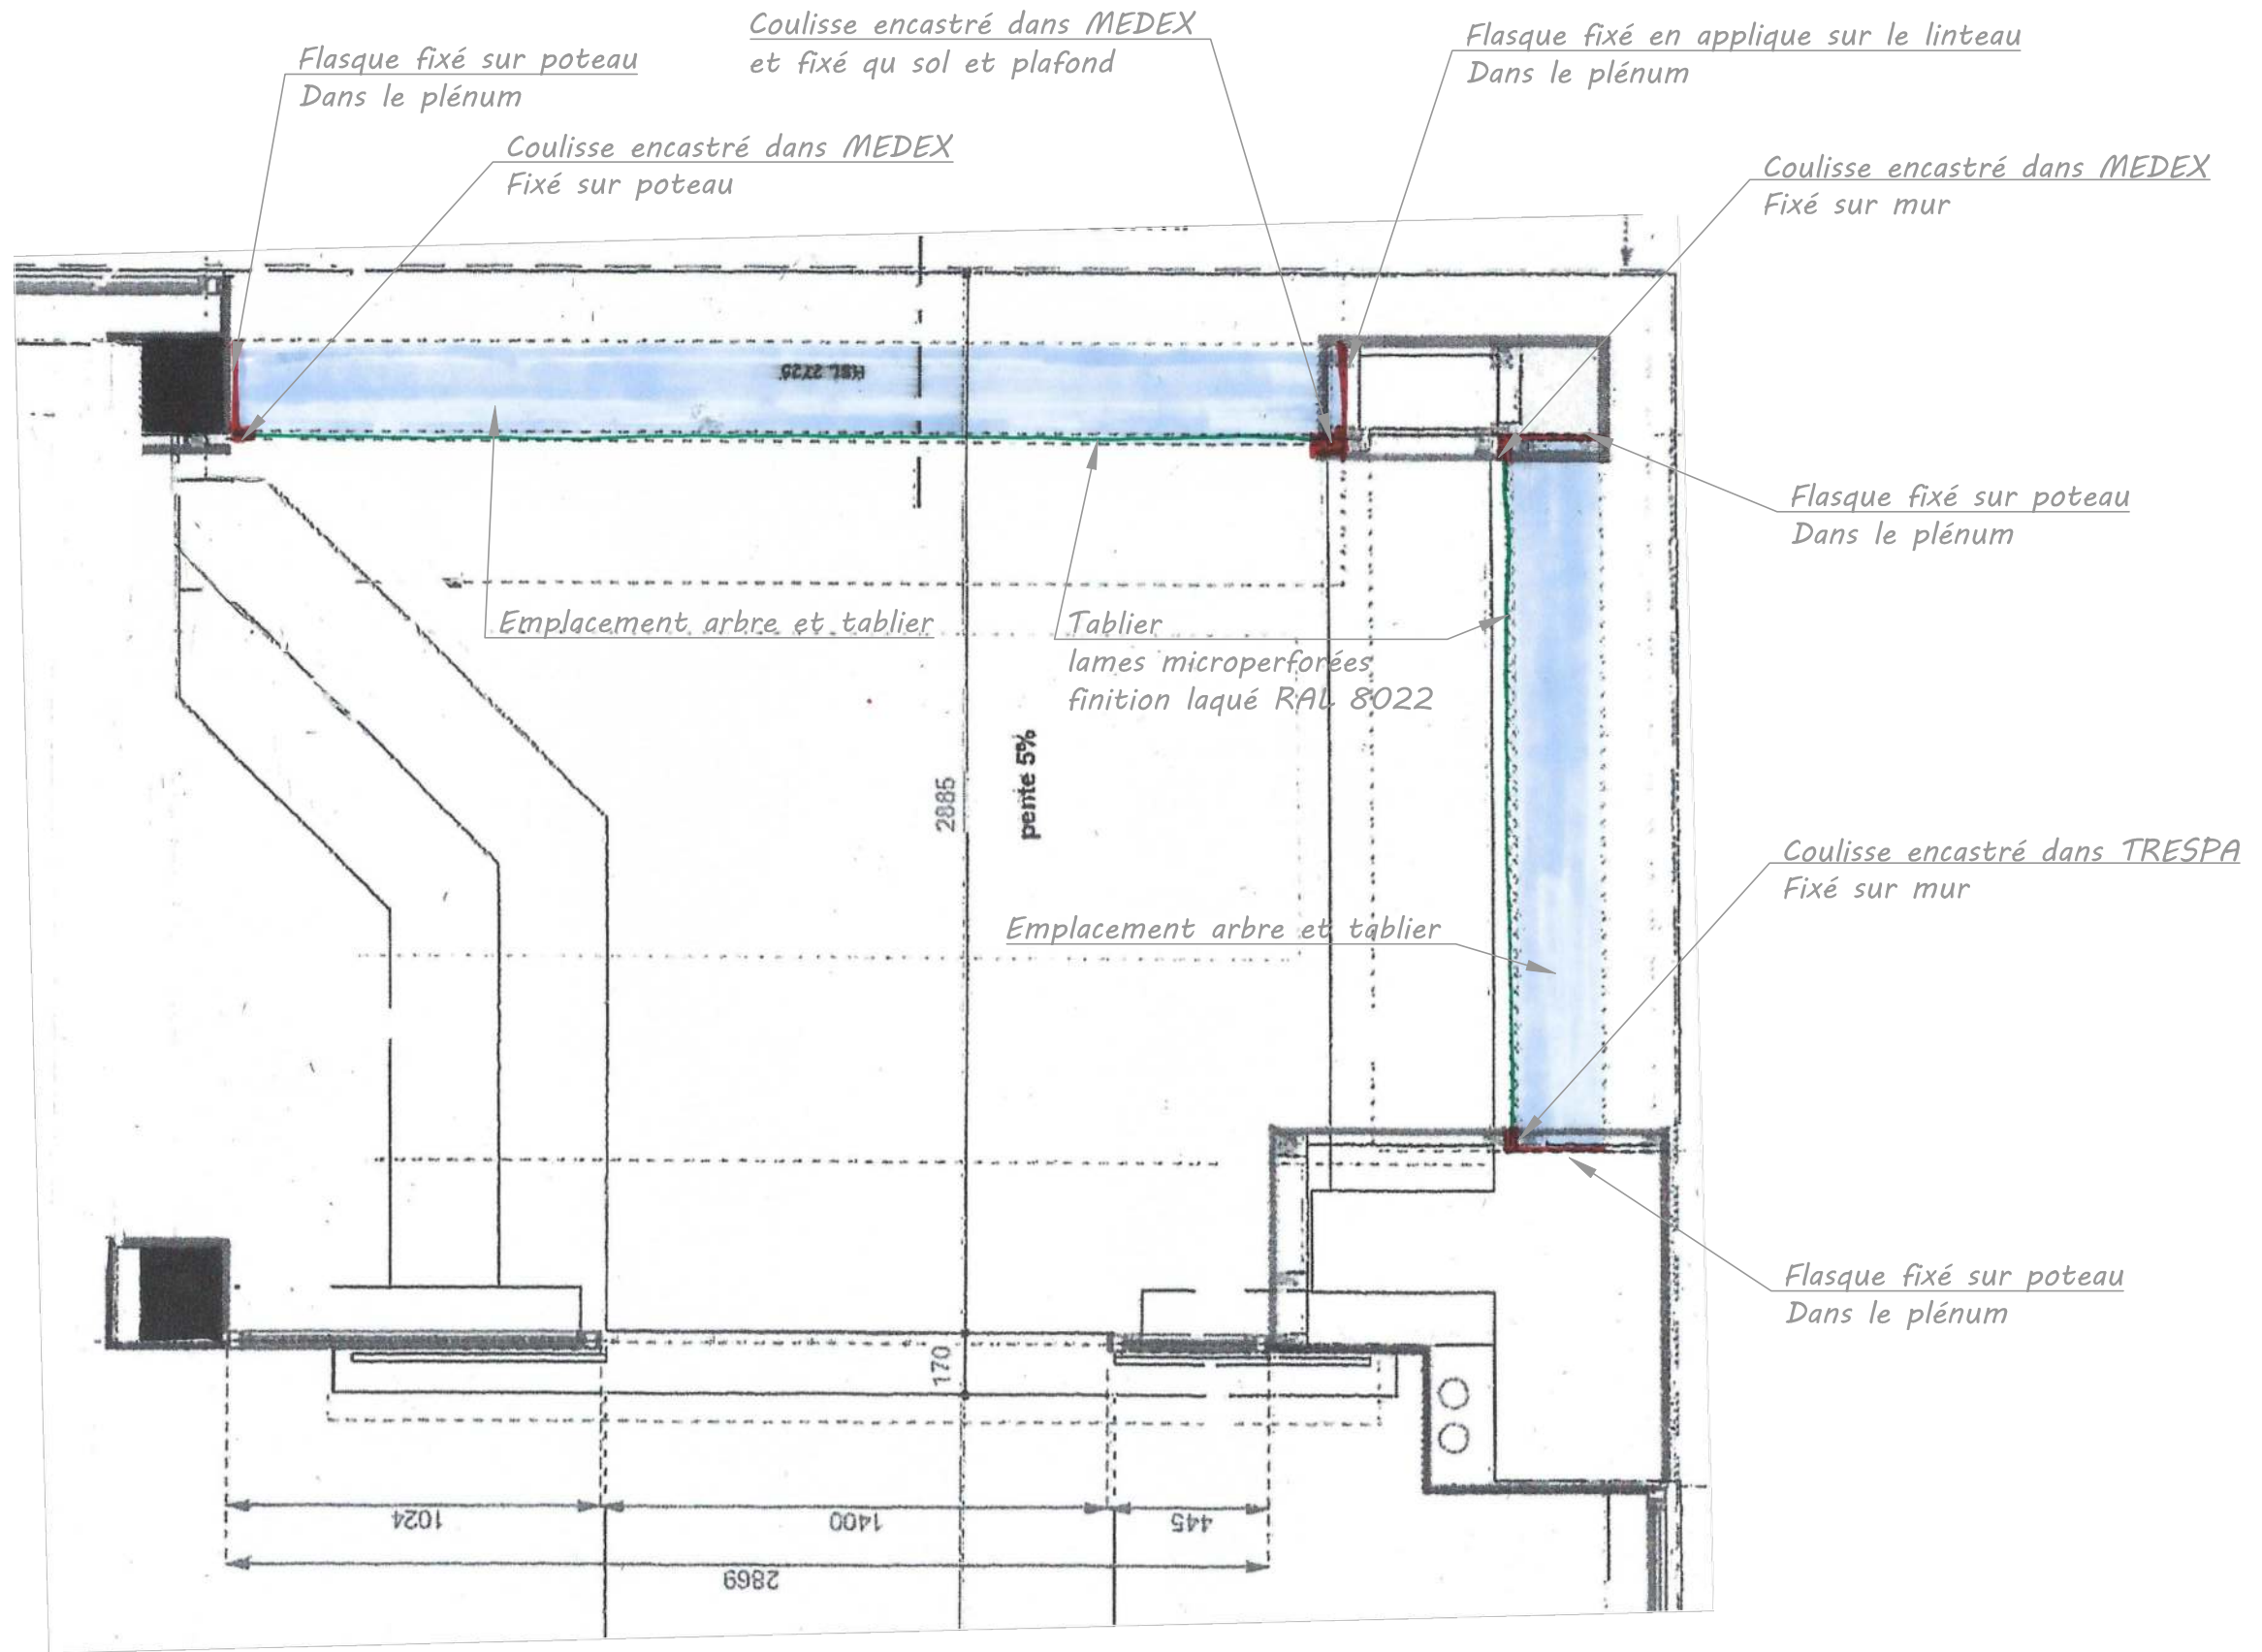 Coulisse encastré dans MEDEX
et fixé qu sol et plafond
Flasque fixé en applique sur le linteau
Dans le plénum
Flasque fixé sur poteau
Dans le plénum
Coulisse encastré dans MEDEX
Fixé sur poteau
Coulisse encastré dans MEDEX
Fixé sur mur
HSL 2725
Flasque fixé sur poteau
Dans le plénum
Emplacement arbre et tablier
Tablier
lames microperforées
finition laqué RAL 8022
2885
pente 5%
Coulisse encastré dans TRESPA
Fixé sur mur
Emplacement arbre et tablier
Flasque fixé sur poteau
Dans le plénum
170
1024
1400
445
2869